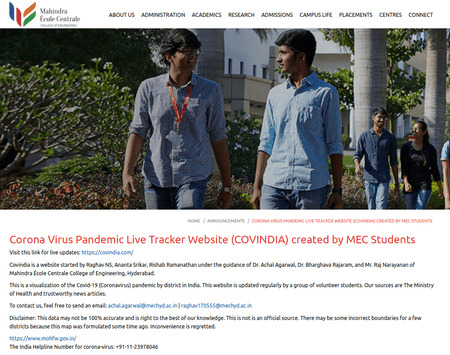 Mahindra
École Centrale
COLLEGE OF ENGINEERING
ABOUT US ADMINISTRATION ACADEMICS RESEARCH ADMISSIONS CAMPUS LIFE PLACEMENTS CENTRES CONNECT
HOME / ANNOUNCEMENTS / CORONA VIRUS PANDEMIC LIVE TRACKER WEBSITE (COVINDIA) CREATED BY MEC STUDENTS
Corona Virus Pandemic Live Tracker Website (COVINDIA) created by MEC Students
Visit this link for live updates: https://covindia.com/
Covindia is a website started by Raghav NS, Ananta Srikar, Rishab Ramanathan under the guidance of Dr. Achal Agarwal, Dr. Bharghava Rajaram, and Mr. Raj Narayanan of
Mahindra École Centrale College of Engineering, Hyderabad.
This is a visualization of the Covid-19 (Coronavirus) pandemic by district in India. This website is updated regularly by a group of volunteer students. Our sources are The Ministry
of Health and trustworthy news articles.
To contact us, feel free to send an email: achal.agarwal@mechyd.ac.in | raghav170555@mechyd.ac.in
Disclaimer: This data may not be 100% accurate and is right to the best of our knowledge. This is not an official source. There may be some incorrect boundaries for a few
districts because this map was formulated some time ago. Inconvenience is regretted.
https://www.mohfw.gov.in/
The India Helpline Number for corona-virus: +91-11-23978046